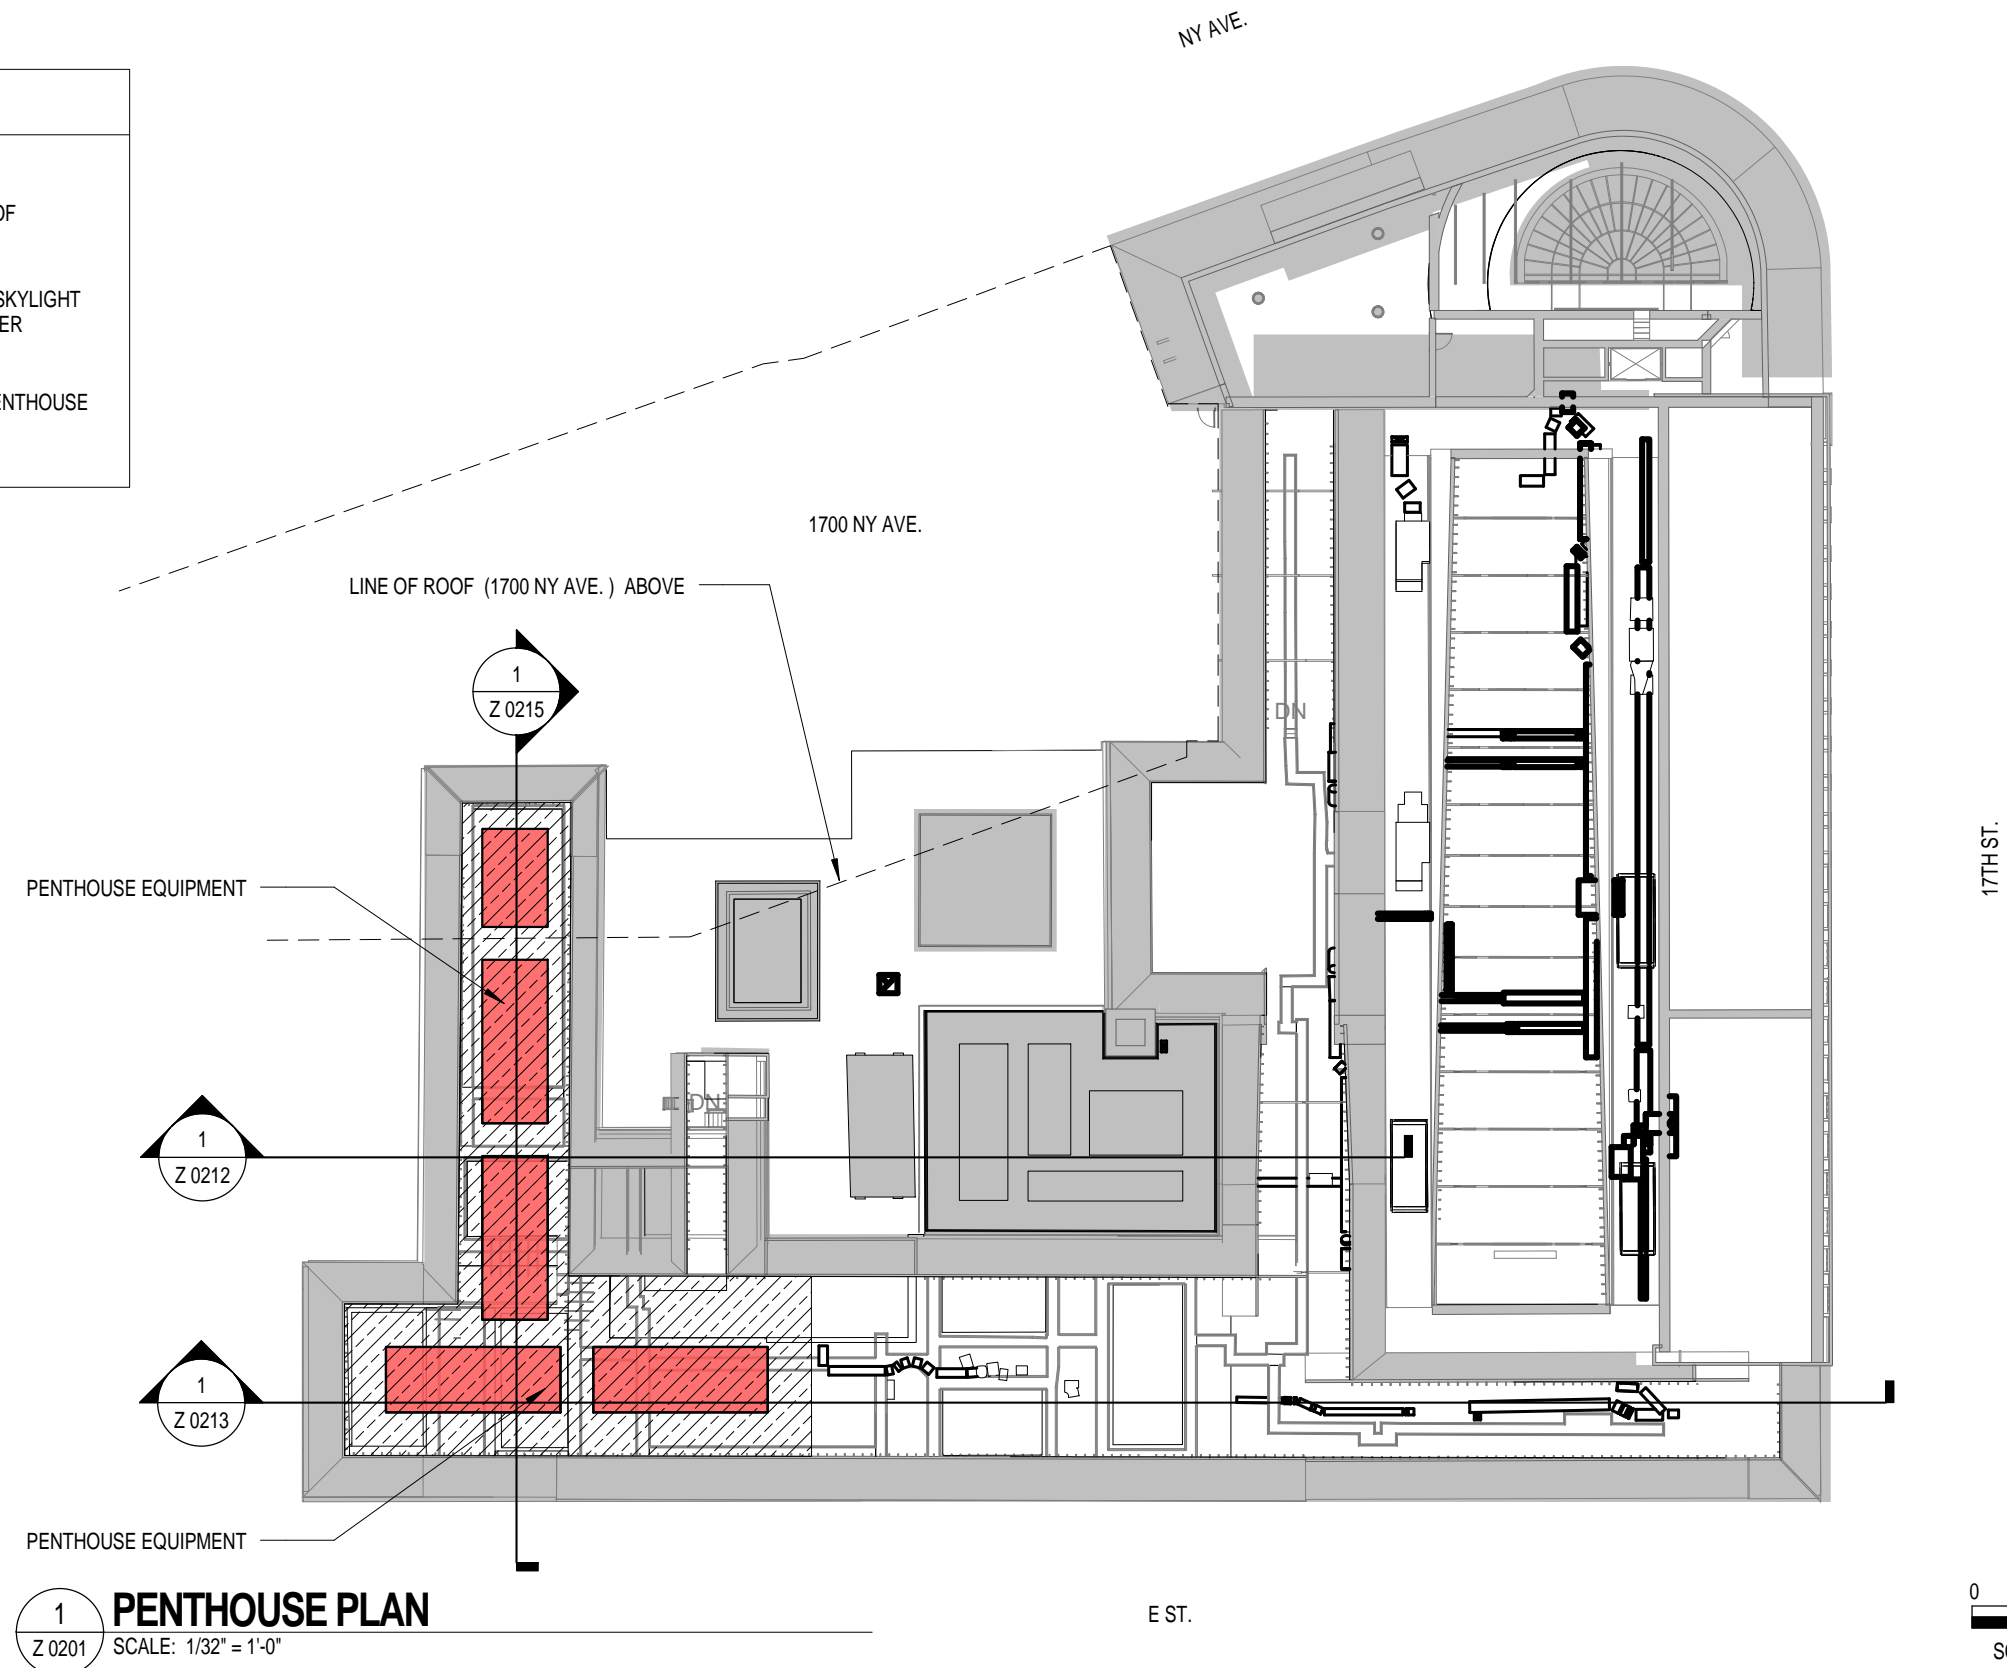 NY AVE.
OF
SKYLIGHT
ER
ENTHOUSE
1700 NY AVE.
LINE OF ROOF (1700 NY AVE. ) ABOVE
1
Z 0215
DN
17TH ST.
PENTHOUSE EQUIPMENT
DN
1
Z 0212
1
Z 0213
PENTHOUSE EQUIPMENT
1
Z 0201
PENTHOUSE PLAN
SCALE: 1/32" = 1'-0"
E ST.
0
SC